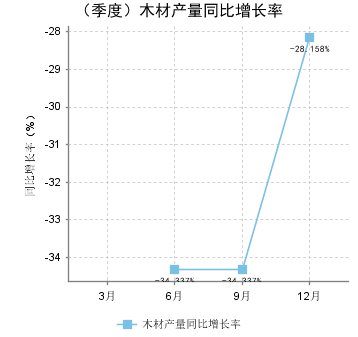 （季度）木材产量同比增长率
-28
-29
-30
-31
-32
-33
-34
同比增长率（%）
-28.158%
-34.337%
-34.337%
3月
6月
9月
12月
木材产量同比增长率